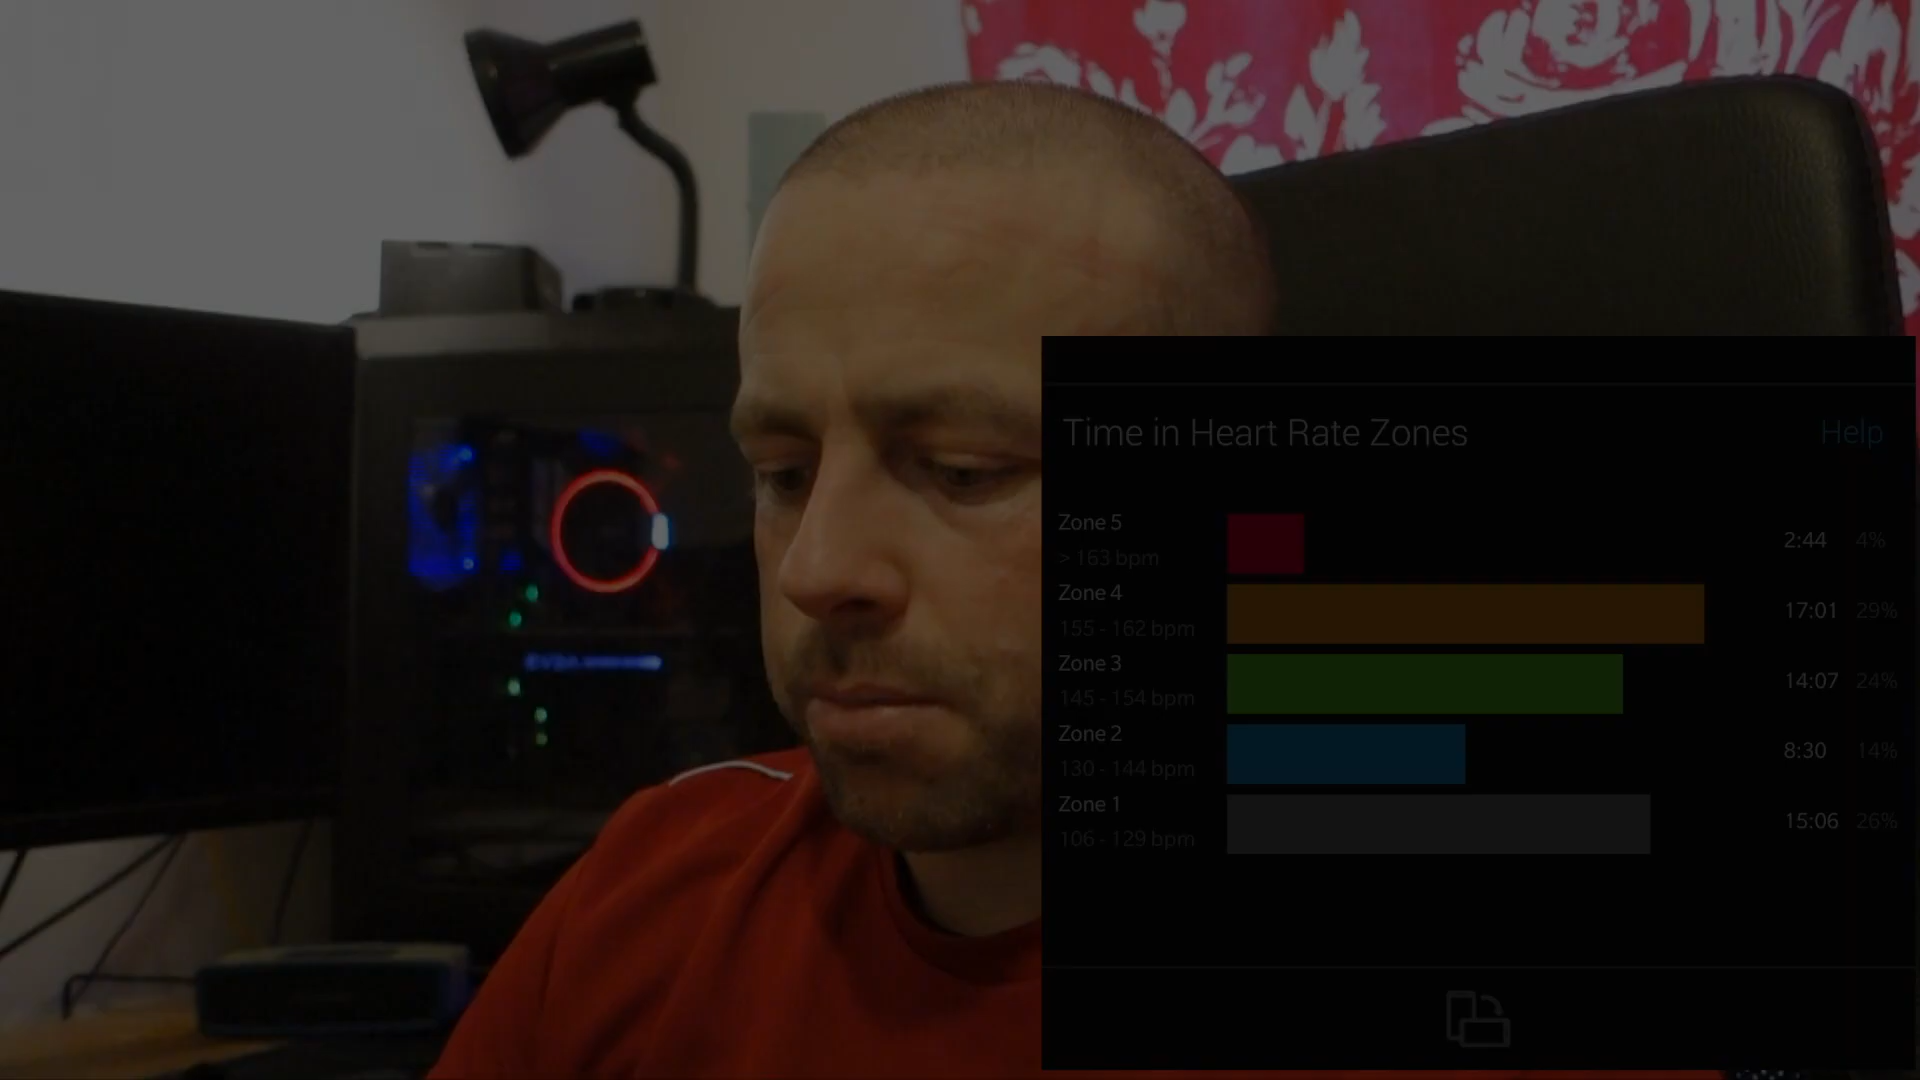 EVGA
Time in Heart Rate Zones Help
Zone 5
> 163 bpm
2:44 4%
Zone 4
155 - 162 bpm
17:01 29%
Zone 3
145 - 154 bpm
14:07 24%
Zone 2
130 - 144 bpm
8:30 14%
Zone 1
106 - 129 bpm
15:06 26%